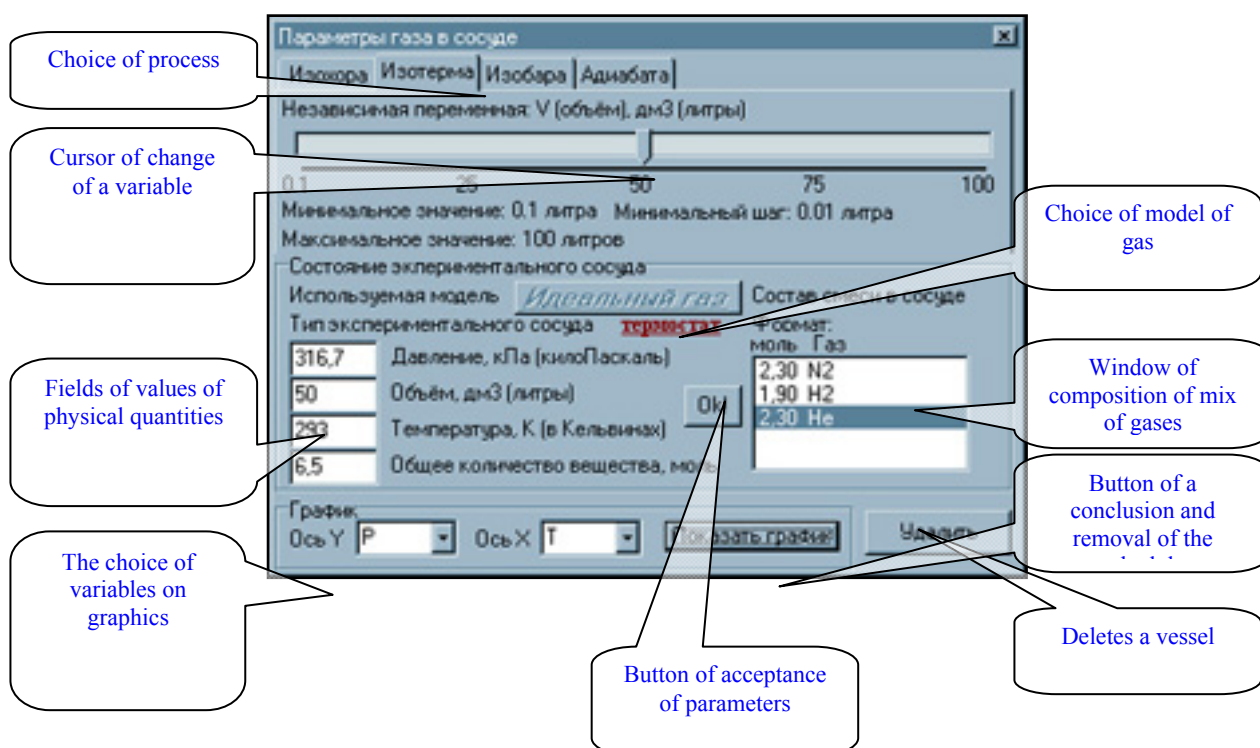 Параметры газа в сосуде
Choice of process
Изохора Изотерма Изобара Адиабата
Независимая переменная: V (объём), дм3 (литры)
Cursor of change
of a variable
0.1 25 50 75 100
Минимальное значение: 0.1 литра Минимальный шаг: 0.01 литра
Максимальное значение: 100 литров
Choice of model of
gas
Состояние экпериментального сосуда
Используемая модель Идеальный газ Состав смеси в сосуде
Тип экспериментального сосуда термостат Формат:
моль Газ
316,7 Давление, кПа (килоПаскаль)
2,30 N2
50 Объём, дм3 (литры)
1,90 H2
Ok
2,30 He
293 Температура, К (в Кельвинах)
6,5 Общее количество вещества, моль
Fields of values of
physical quantities
Window of
composition of mix
of gases
График
Ось Y P Ось X T Показать график Удалить
Button of a
conclusion and
removal of the
The choice of
variables on
graphics
Deletes a vessel
Button of acceptance
of parameters